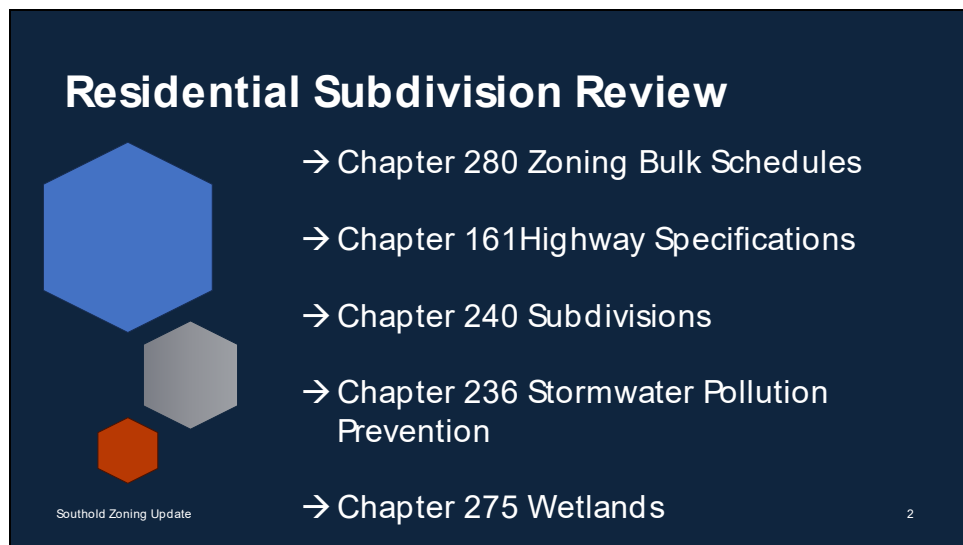 Residential Subdivision Review
→ Chapter 280 Zoning Bulk Schedules
→ Chapter 161Highway Specifications
→ Chapter 240 Subdivisions
→ Chapter 236 Stormwater Pollution
Prevention
→ Chapter 275 Wetlands
Southold Zoning Update
2